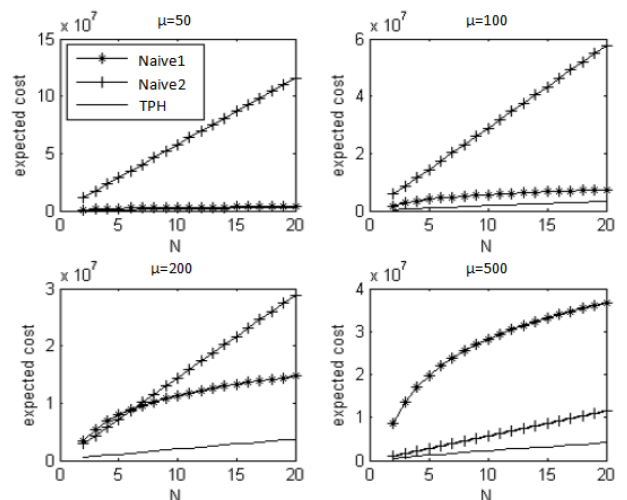 μ=50
x 10^7
15
10
5
0
expected cost
0 5 10 15 20
N
Naive1
Naive2
TPH
μ=100
x 10^7
6
4
2
0
expected cost
0 5 10 15 20
N
μ=200
x 10^7
3
2
1
0
expected cost
0 5 10 15 20
N
μ=500
x 10^7
4
3
2
1
0
expected cost
0 5 10 15 20
N